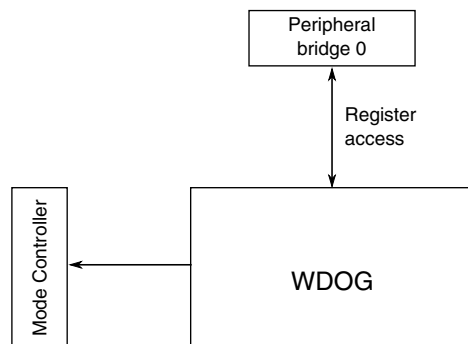 Peripheral
bridge 0
Register
access
Mode Controller
WDOG